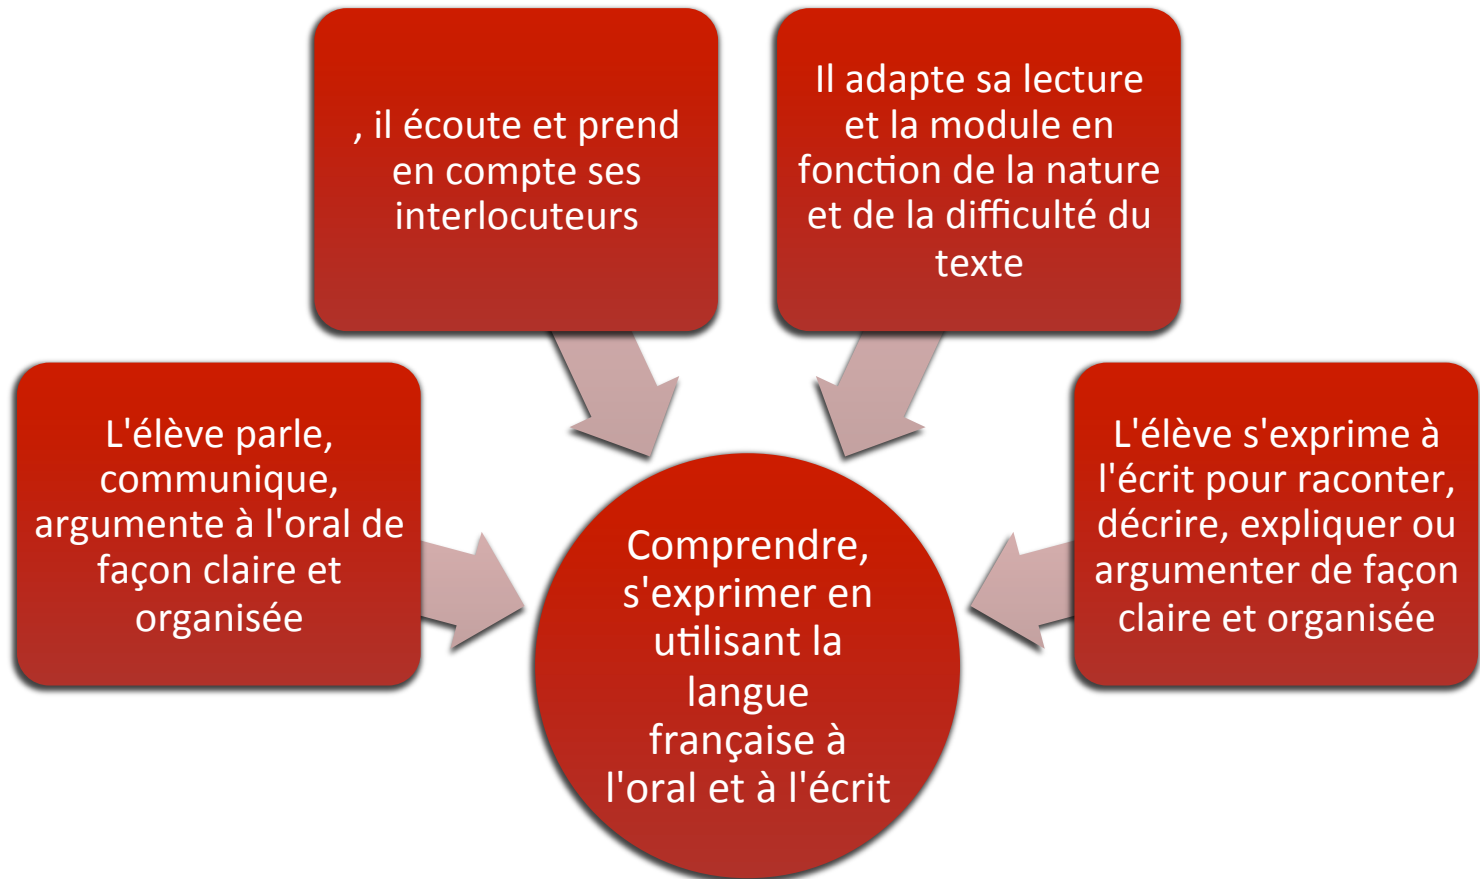 , il écoute et prend
en compte ses
interlocuteurs
Il adapte sa lecture
et la module en
fonction de la nature
et de la difficulté du
texte
L'élève parle,
communique,
argumente à l'oral de
façon claire et
organisée
L'élève s'exprime à
l'écrit pour raconter,
décrire, expliquer ou
argumenter de façon
claire et organisée
Comprendre,
s'exprimer en
utilisant la
langue
française à
l'oral et à l'écrit